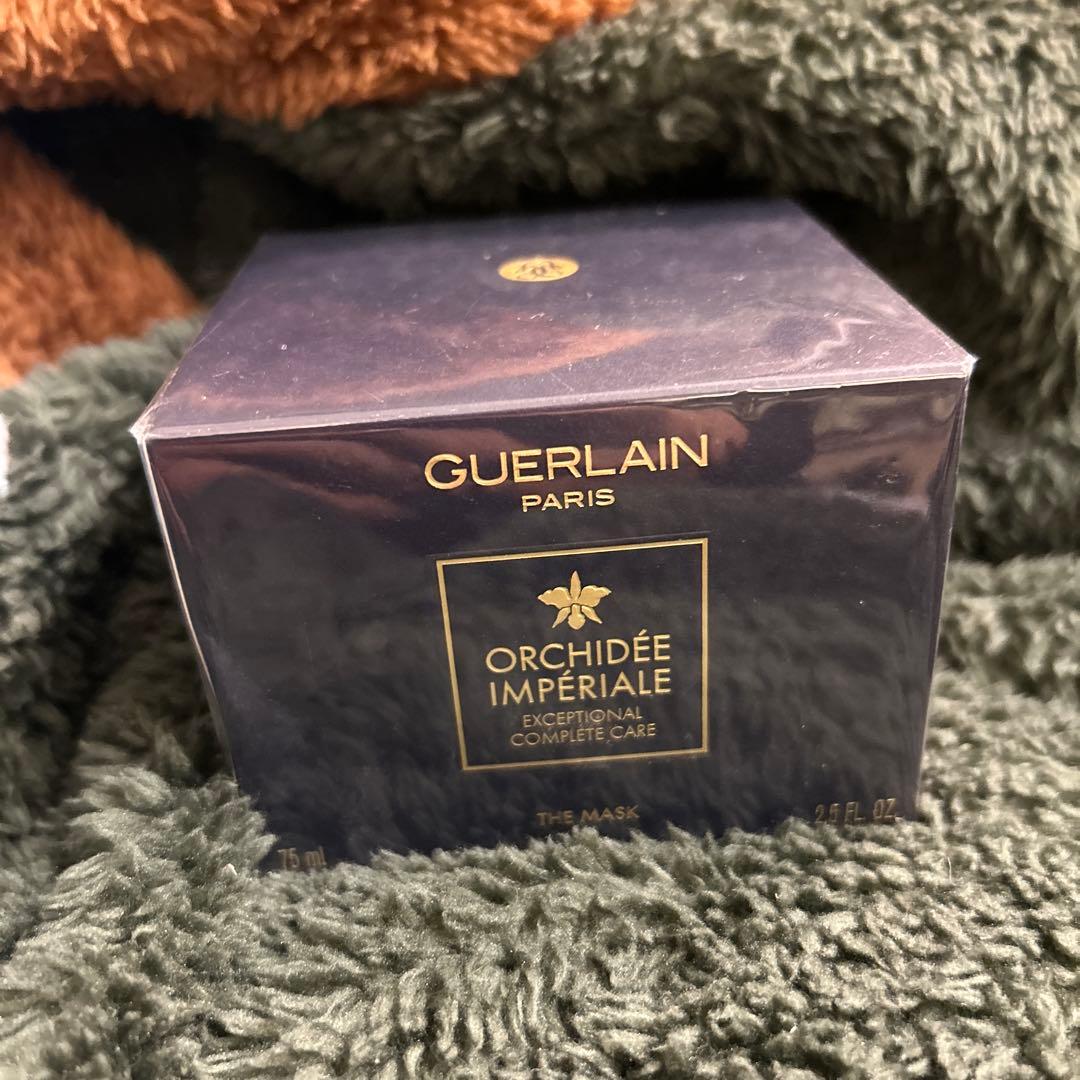 GUERLAIN
PARIS
ORCHIDÉE
IMPÉRIALE
EXCEPTIONAL
COMPLETE CARE
THE MASK
75 ml
2.5 FL. OZ.